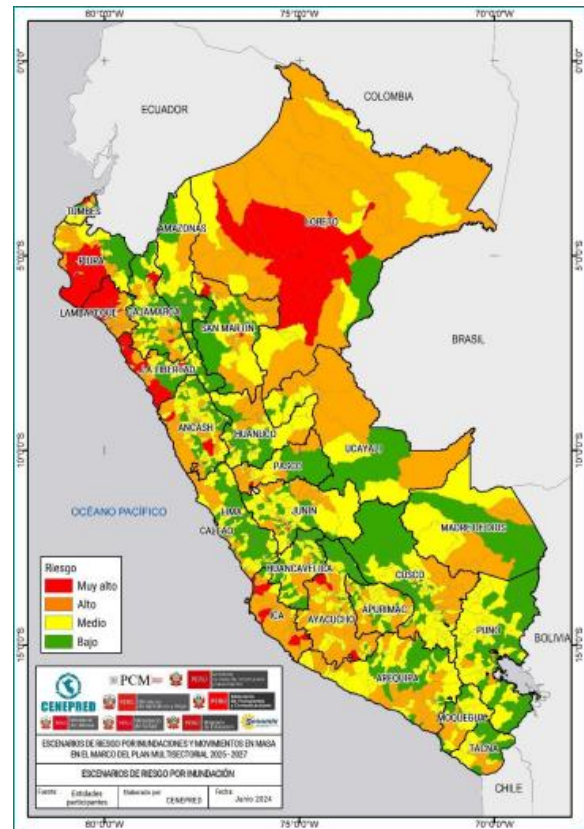 80°0'0"W
75°0'0"W
70°0'0"W
0°0'0"
5°0'0"S
10°0'0"S
15°0'0"S
0°0'0"
5°0'0"S
10°0'0"S
15°0'0"S
COLOMBIA
ECUADOR
TUMBES
AMAZONAS
LORETO
PIURA
LAMBAYEQUE
CAJAMARCA
SAN MARTIN
BRASIL
LA LIBERTAD
ANCASH
HUANUCO
UCAYALI
PASCO
OCÉANO PACÍFICO
LIMA
JUNIN
MADRE DE DIOS
CALLAO
HUANCAVELICA
CUSCO
ICA
AYACUCHO
APURIMAC
PUNO
BOLIVIA
AREQUIPA
MOQUEGUA
TACNA
CHILE
Riesgo
Muy alto
Alto
Medio
Bajo
CENEPRED
PCM
PERÚ
ESCENARIOS DE RIESGO POR INUNDACIONES Y MOVIMIENTOS EN MASA
EN EL MARCO DEL PLAN MULTISECTORIAL 2025 - 2027
ESCENARIOS DE RIESGO POR INUNDACIÓN
Fuente: Entidades participantes
Elaborado por: CENEPRED
Fecha: Junio 2024
80°0'0"W
75°0'0"W
70°0'0"W